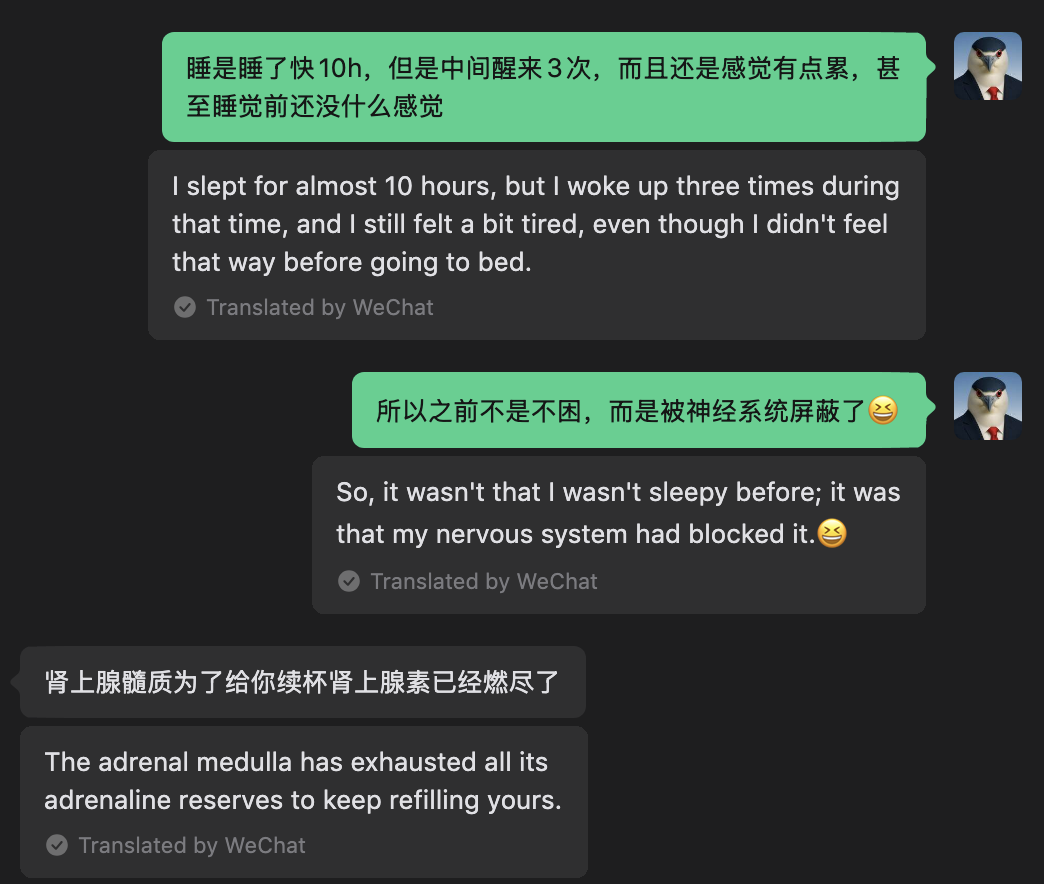 睡是睡了快10h，但是中间醒来3次，而且还是感觉有点累，甚
至睡觉前还没什么感觉
I slept for almost 10 hours, but I woke up three times during
that time, and I still felt a bit tired, even though I didn't feel
that way before going to bed.
Translated by WeChat
所以之前不是不困，而是被神经系统屏蔽了😆
So, it wasn't that I wasn't sleepy before; it was
that my nervous system had blocked it.😆
Translated by WeChat
肾上腺髓质为了给你续杯肾上腺素已经燃尽了
The adrenal medulla has exhausted all its
adrenaline reserves to keep refilling yours.
Translated by WeChat